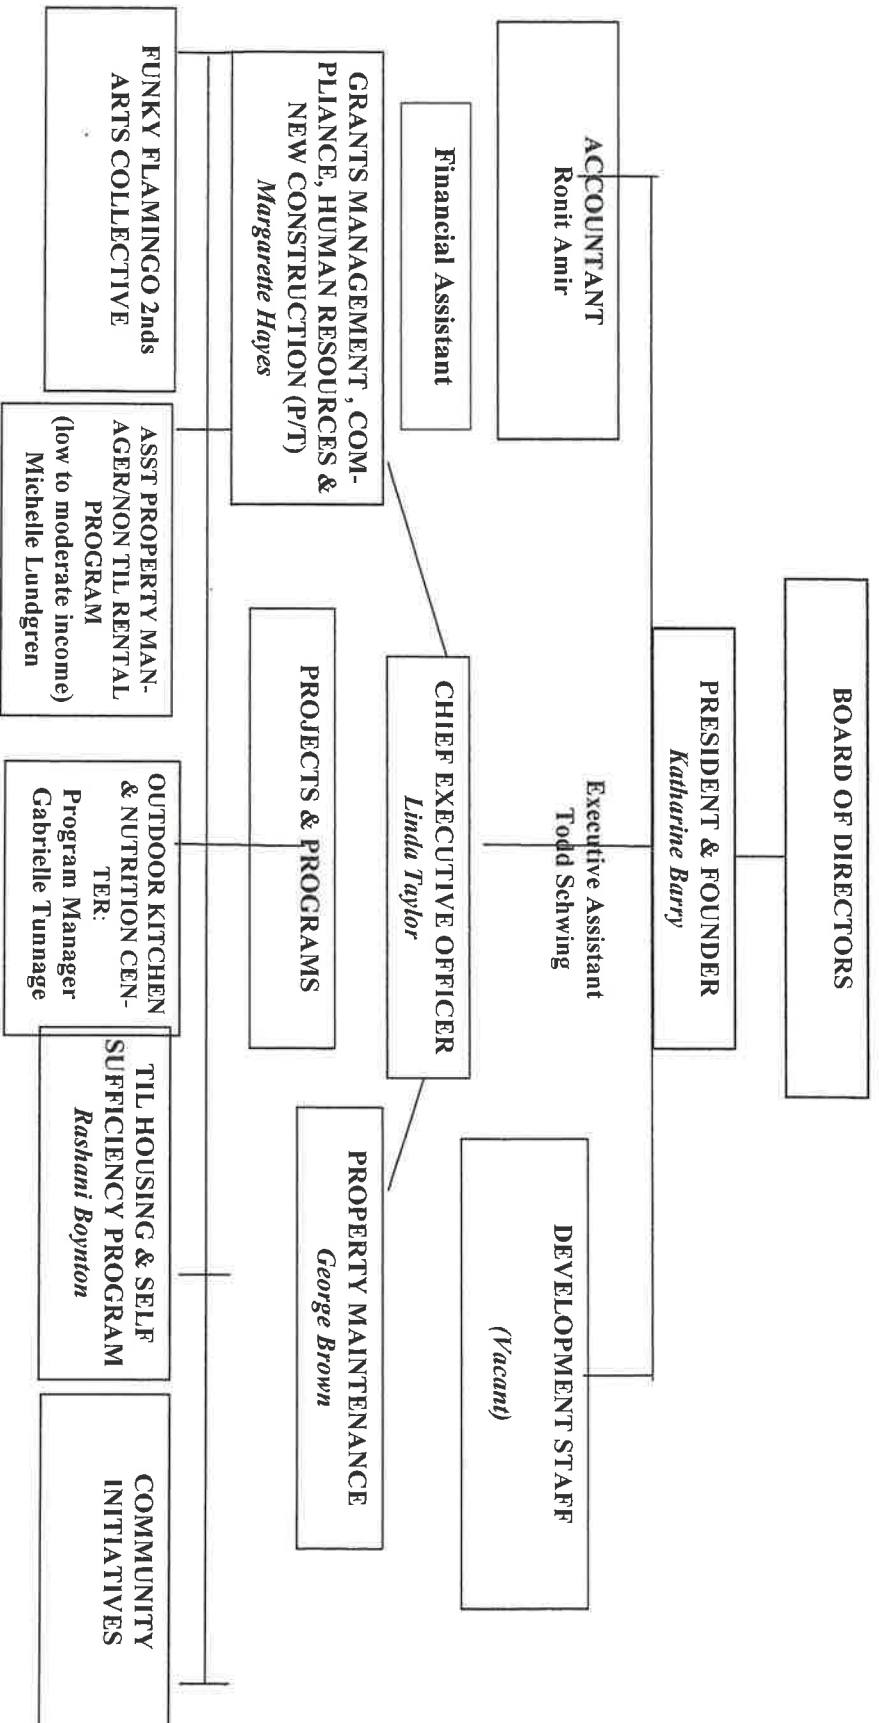 BOARD OF DIRECTORS
PRESIDENT & FOUNDER
Katharine Barry
Executive Assistant
Todd Schwing
ACCOUNTANT
Ronit Amir
DEVELOPMENT STAFF
(Vacant)
Financial Assistant
CHIEF EXECUTIVE OFFICER
Linda Taylor
GRANTS MANAGEMENT , COM-
PLIANCE, HUMAN RESOURCES &
NEW CONSTRUCTION (P/T)
Margarette Hayes
PROJECTS & PROGRAMS
PROPERTY MAINTENANCE
George Brown
FUNKY FLAMINGO 2nds
ARTS COLLECTIVE
ASST PROPERTY MAN-
AGER/NON TIL RENTAL
PROGRAM
(low to moderate income)
Michelle Lundgren
OUTDOOR KITCHEN
& NUTRITION CEN-
TER:
Program Manager
Gabrielle Tunnage
TIL HOUSING & SELF
SUFFICIENCY PROGRAM
Rashani Boynton
COMMUNITY
INITIATIVES